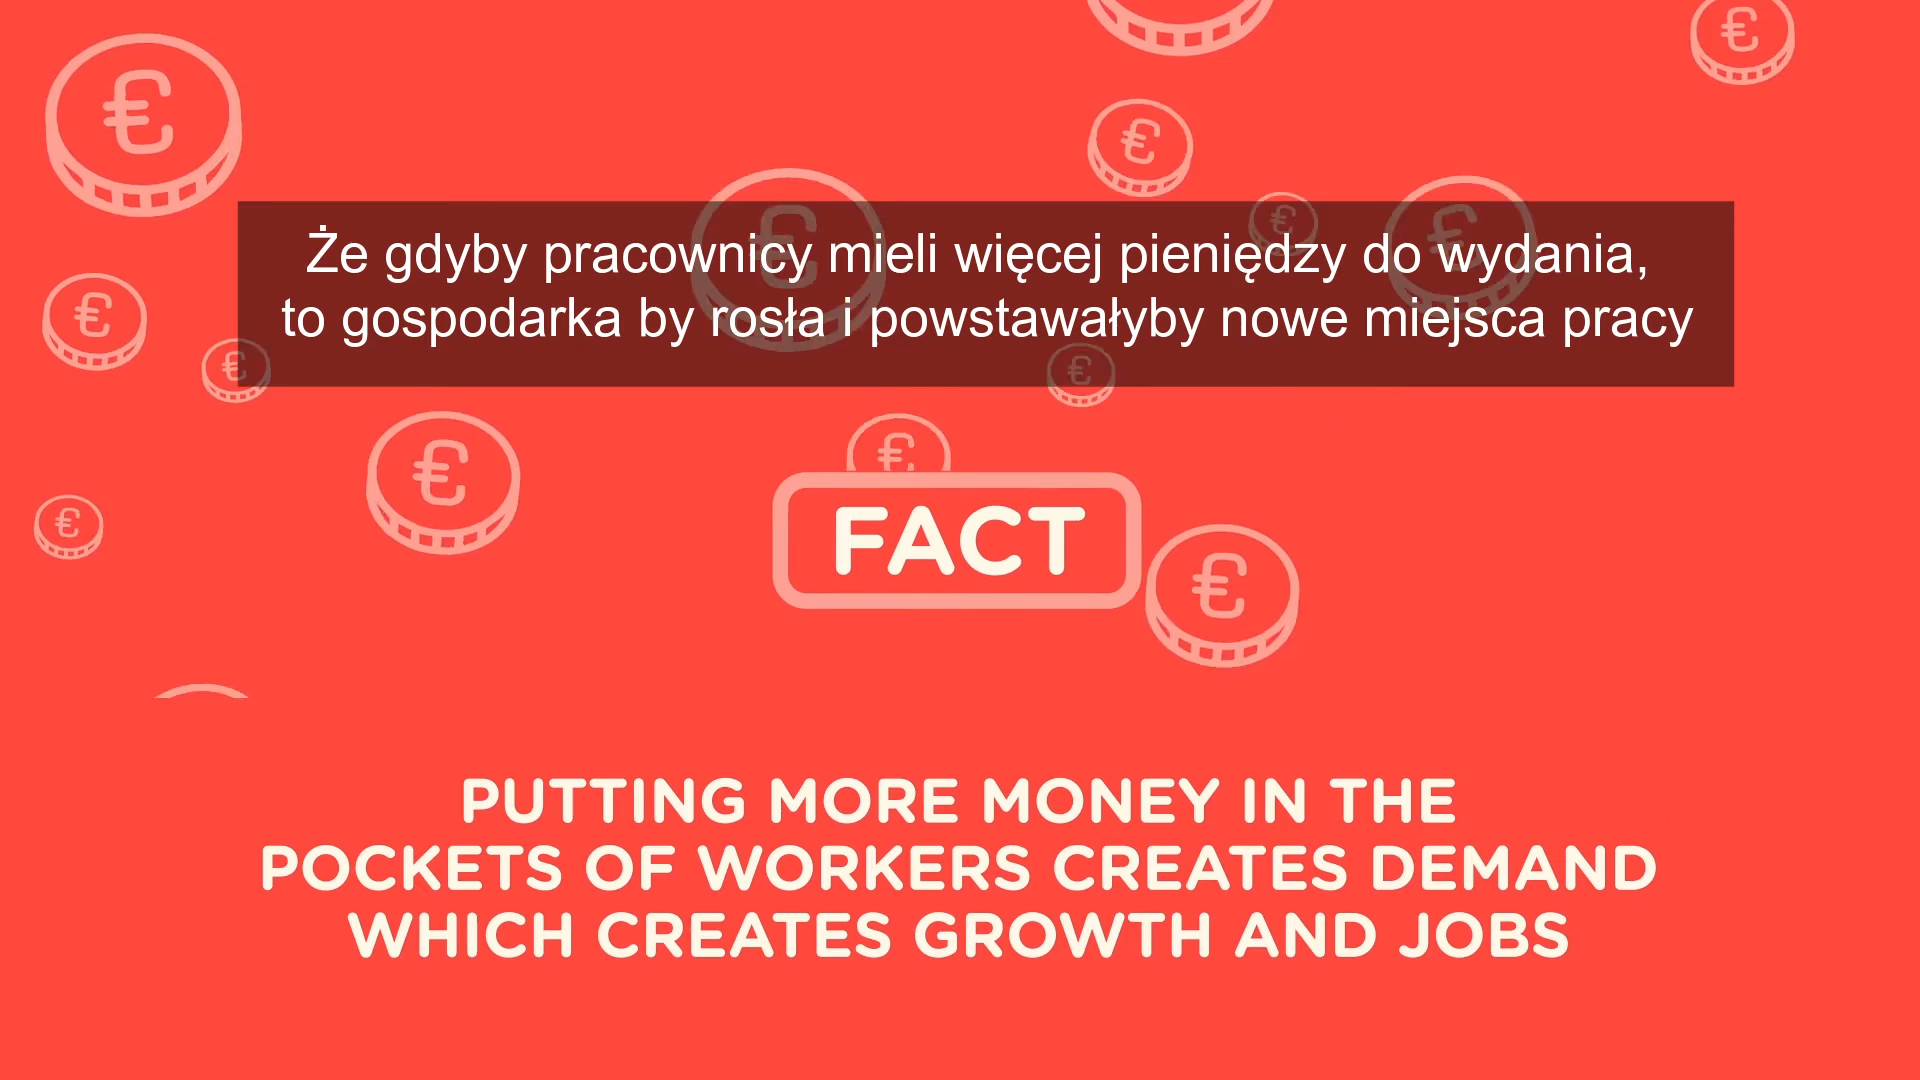 Że gdyby pracownicy mieli więcej pieniędzy do wydania,
to gospodarka by rosła i powstawałyby nowe miejsca pracy
FACT
PUTTING MORE MONEY IN THE
POCKETS OF WORKERS CREATES DEMAND
WHICH CREATES GROWTH AND JOBS